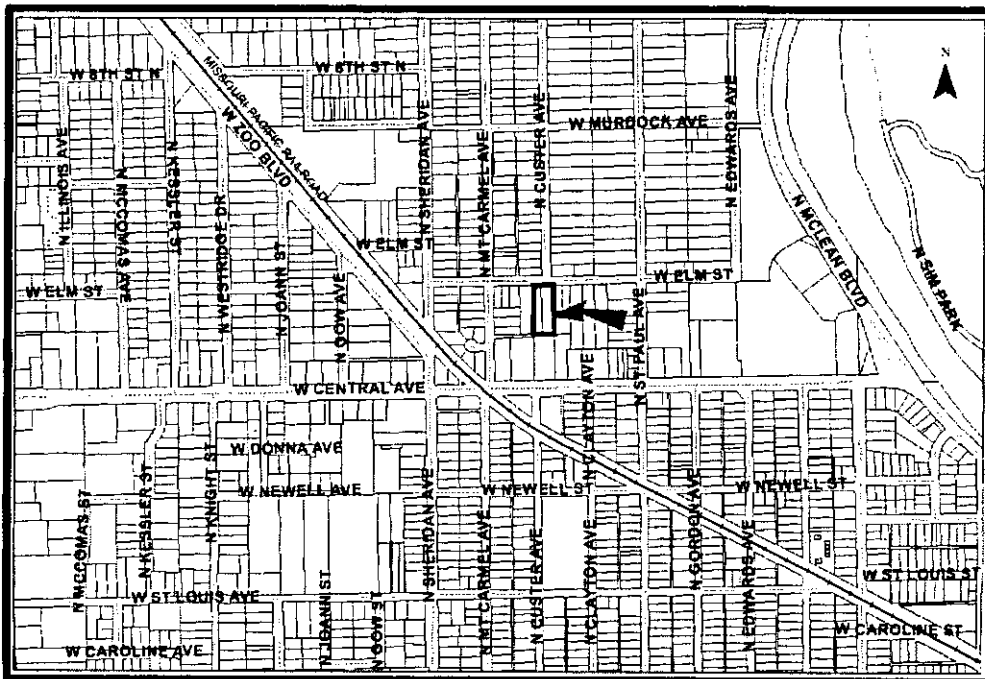 N
W 8TH ST N
W 8TH ST N
MISSOURI PACIFIC RAILROAD
W ZOO BLVD
W MURDOCK AVE
N ILLINOIS AVE
N MCCOMAS AVE
N KESSLER ST
N WESTRIDGE DR
N JOANN ST
N GOW AVE
N SHERIDAN AVE
N MT CARMEL AVE
N CUSTER AVE
N EDWARDS AVE
N MCLEAN BLVD
N SIM PARK
W ELM ST
W ELM ST
W ELM ST
N ST PAUL AVE
W CENTRAL AVE
N CLAYTON AVE
W DONNA AVE
W NEWELL AVE
W NEWELL ST
W NEWELL ST
N MCCOMAS ST
N KESSLER ST
N KNIGHT ST
N SHERIDAN AVE
N MT CARMEL AVE
N CUSTER AVE
N CLAYTON AVE
N GORDON AVE
N EDWARDS AVE
W ST LOUIS AVE
W ST LOUIS ST
N JOANN ST
N GOW ST
W CAROLINE AVE
W CAROLINE ST